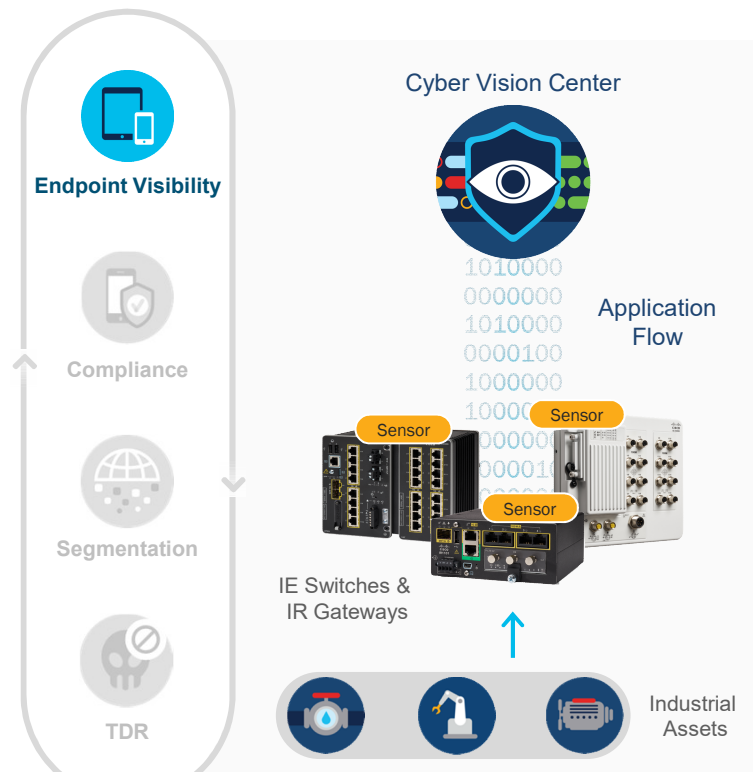 Endpoint Visibility
Compliance
Segmentation
TDR
Cyber Vision Center
1010000
0000000
1010000
0000100
1000000
Application
Flow
Sensor
Sensor
Sensor
IE Switches &
IR Gateways
Industrial
Assets